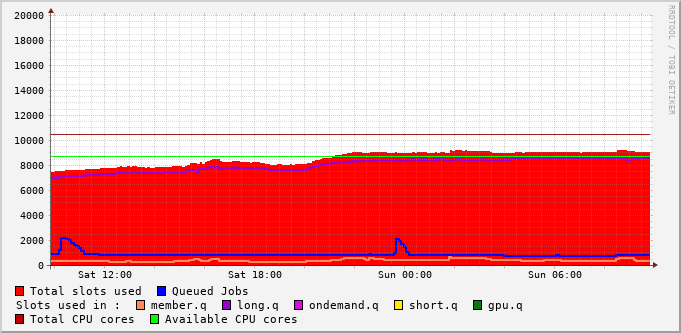 20000
18000
16000
14000
12000
10000
8000
6000
4000
2000
0
Sat 12:00 Sat 18:00 Sun 00:00 Sun 06:00
RRDTOOL / TOBI OETIKER
Total slots used Queued Jobs
Slots used in : member.q long.q ondemand.q short.q gpu.q
Total CPU cores Available CPU cores